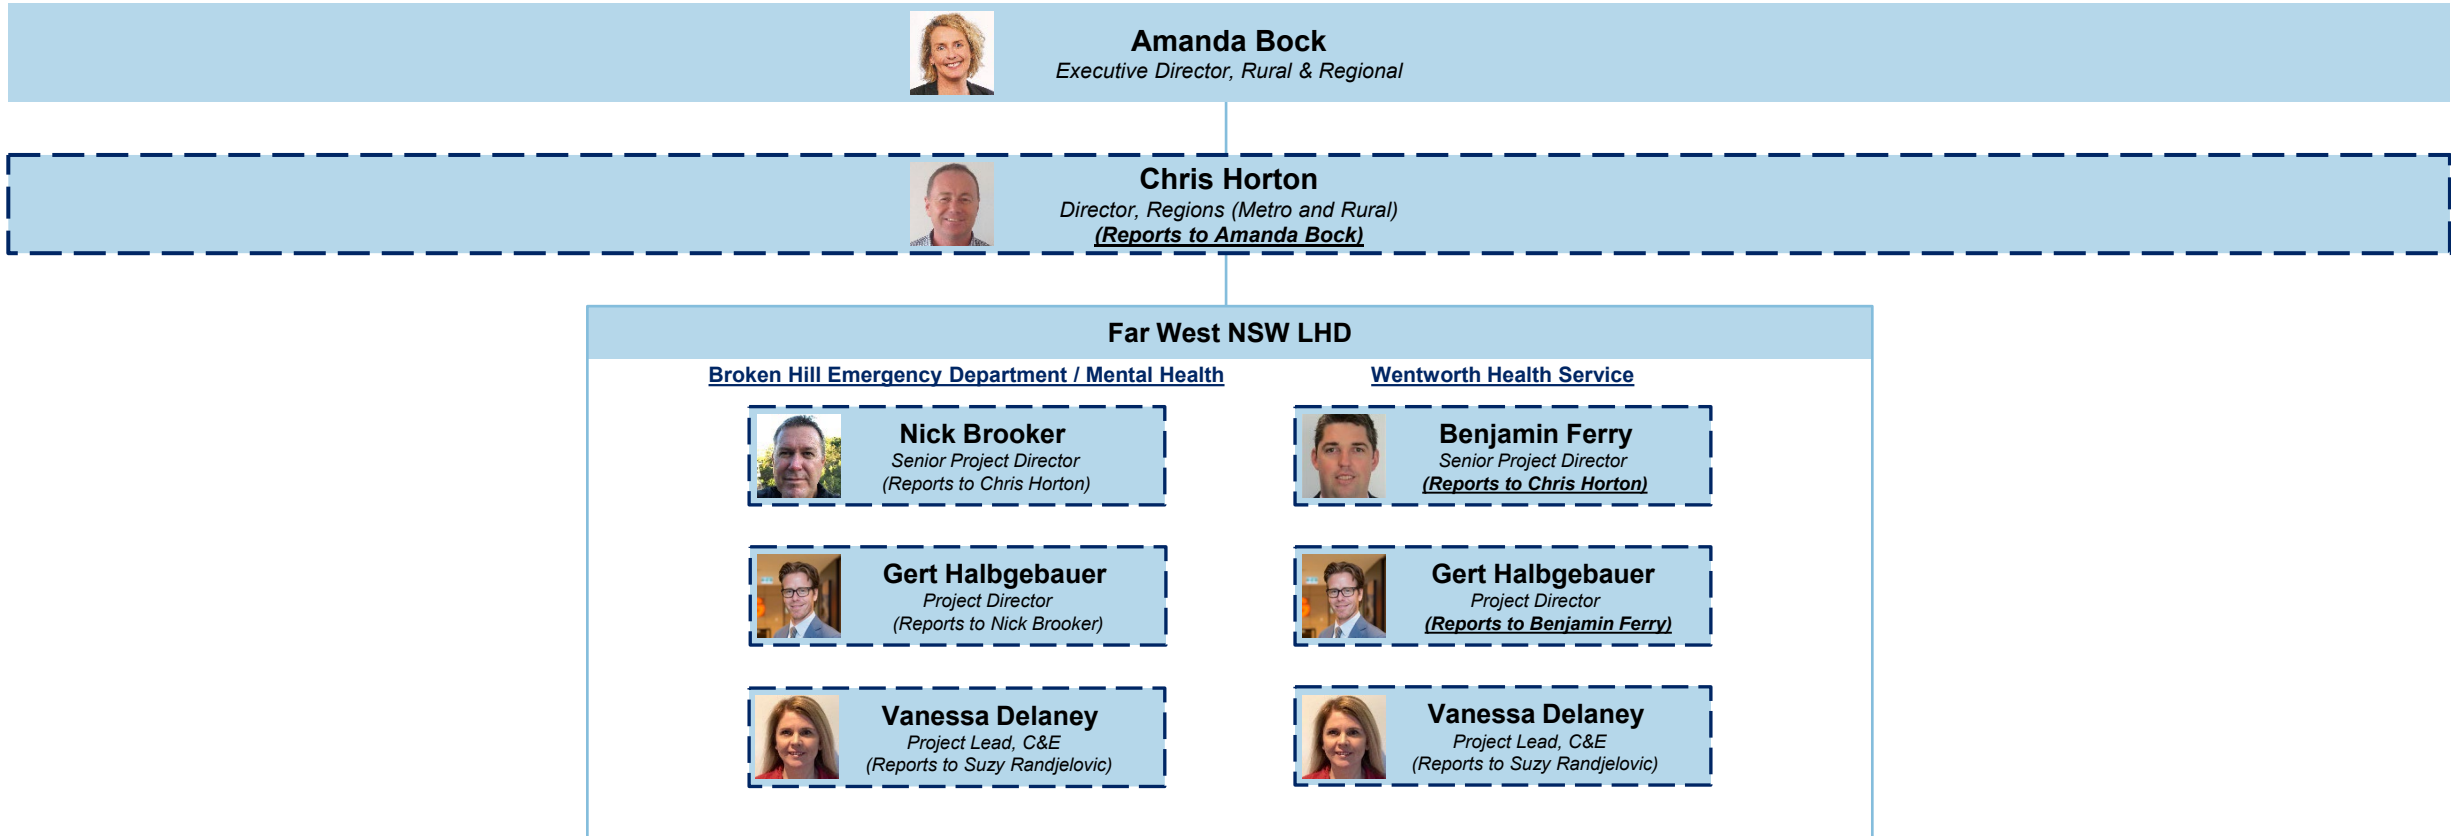 Amanda Bock
Executive Director, Rural & Regional
Chris Horton
Director, Regions (Metro and Rural)
(Reports to Amanda Bock)
Far West NSW LHD
Broken Hill Emergency Department / Mental Health
Nick Brooker
Senior Project Director
(Reports to Chris Horton)
Gert Halbgebauer
Project Director
(Reports to Nick Brooker)
Vanessa Delaney
Project Lead, C&E
(Reports to Suzy Randjelovic)
Wentworth Health Service
Benjamin Ferry
Senior Project Director
(Reports to Chris Horton)
Gert Halbgebauer
Project Director
(Reports to Benjamin Ferry)
Vanessa Delaney
Project Lead, C&E
(Reports to Suzy Randjelovic)